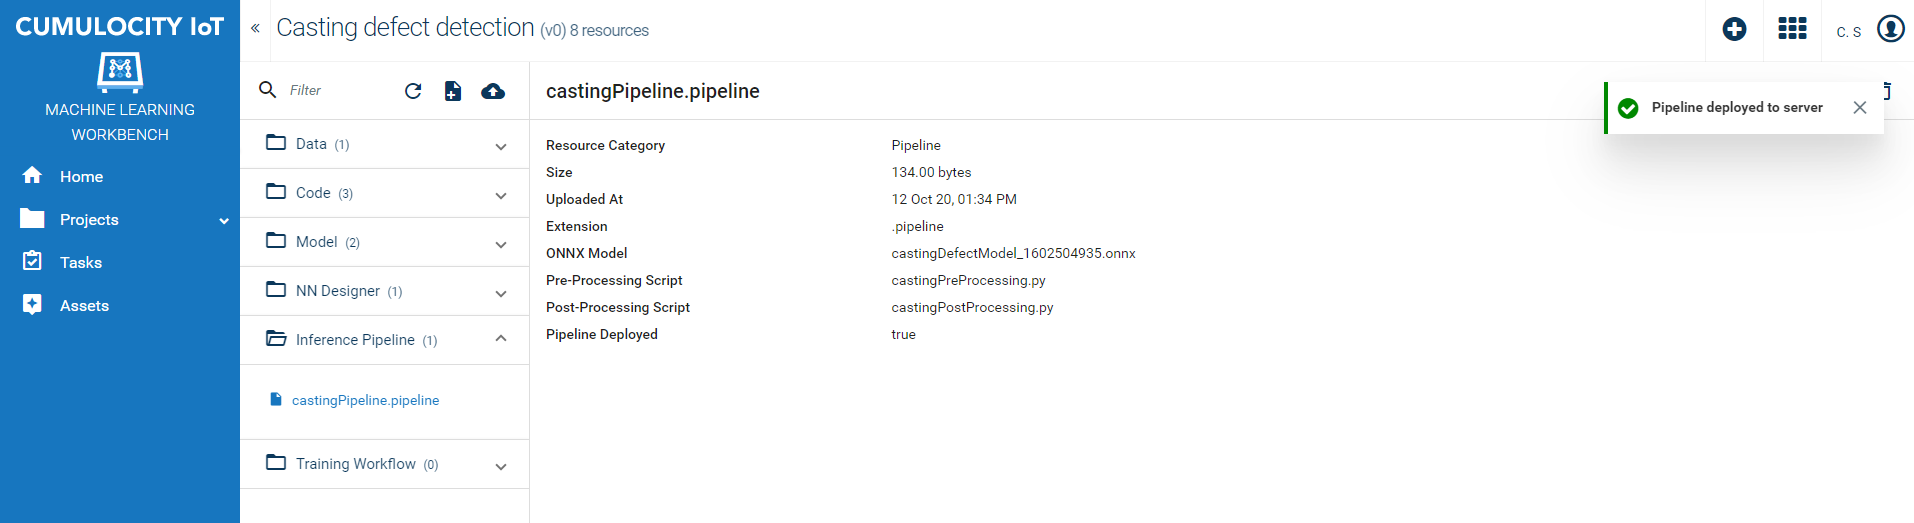 CUMULOCITY IoT
MACHINE LEARNING
WORKBENCH
Home
Projects
Tasks
Assets
« Casting defect detection (v0) 8 resources
C. S
Filter
Data (1)
Code (3)
Model (2)
NN Designer (1)
Inference Pipeline (1)
castingPipeline.pipeline
Training Workflow (0)
castingPipeline.pipeline
Pipeline deployed to server
Resource Category Pipeline
Size 134.00 bytes
Uploaded At 12 Oct 20, 01:34 PM
Extension .pipeline
ONNX Model castingDefectModel_1602504935.onnx
Pre-Processing Script castingPreProcessing.py
Post-Processing Script castingPostProcessing.py
Pipeline Deployed true